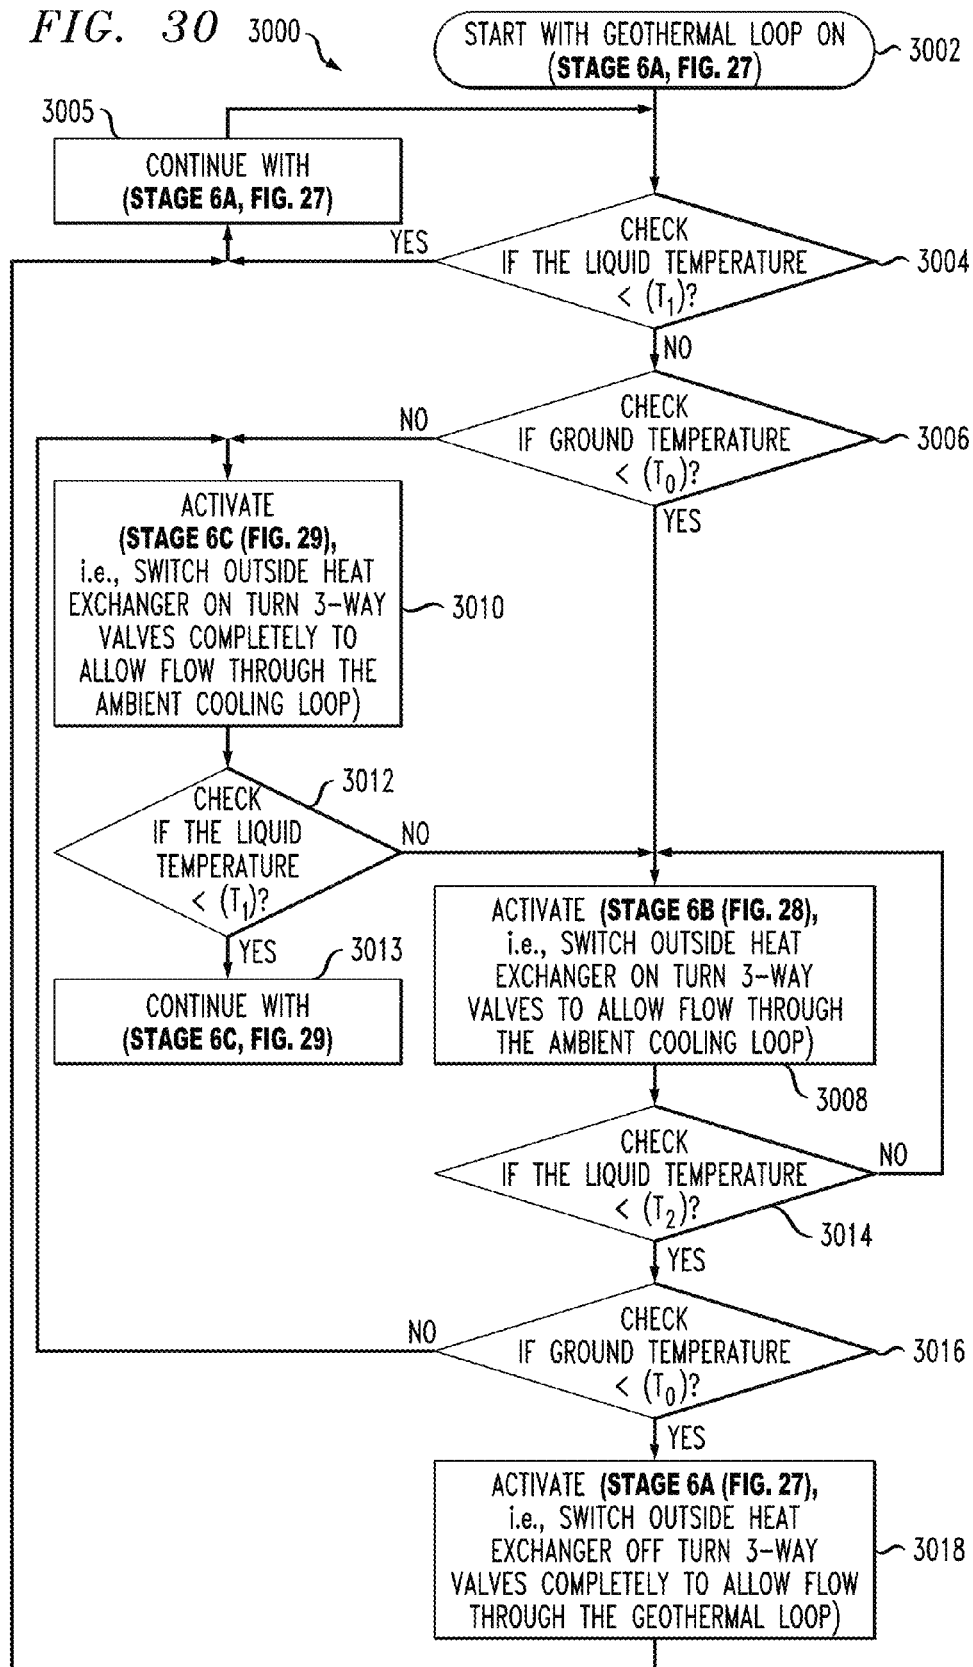 FIG. 30
3000
START WITH GEOTHERMAL LOOP ON
(STAGE 6A, FIG. 27)
3002
3005
CONTINUE WITH
(STAGE 6A, FIG. 27)
YES
CHECK
IF THE LIQUID TEMPERATURE
< (T1)?
3004
NO
NO
CHECK
IF GROUND TEMPERATURE
< (T0)?
3006
YES
ACTIVATE
(STAGE 6C (FIG. 29),
i.e., SWITCH OUTSIDE HEAT
EXCHANGER ON TURN 3-WAY
VALVES COMPLETELY TO
ALLOW FLOW THROUGH THE
AMBIENT COOLING LOOP)
3010
3012
CHECK
IF THE LIQUID
TEMPERATURE
< (T1)?
NO
YES
3013
CONTINUE WITH
(STAGE 6C, FIG. 29)
ACTIVATE (STAGE 6B (FIG. 28),
i.e., SWITCH OUTSIDE HEAT
EXCHANGER ON TURN 3-WAY
VALVES TO ALLOW FLOW THROUGH
THE AMBIENT COOLING LOOP)
3008
CHECK
IF THE LIQUID TEMPERATURE
< (T2)?
NO
3014
YES
NO
CHECK
IF GROUND TEMPERATURE
< (T0)?
3016
YES
ACTIVATE (STAGE 6A (FIG. 27),
i.e., SWITCH OUTSIDE HEAT
EXCHANGER OFF TURN 3-WAY
VALVES COMPLETELY TO ALLOW FLOW
THROUGH THE GEOTHERMAL LOOP)
3018